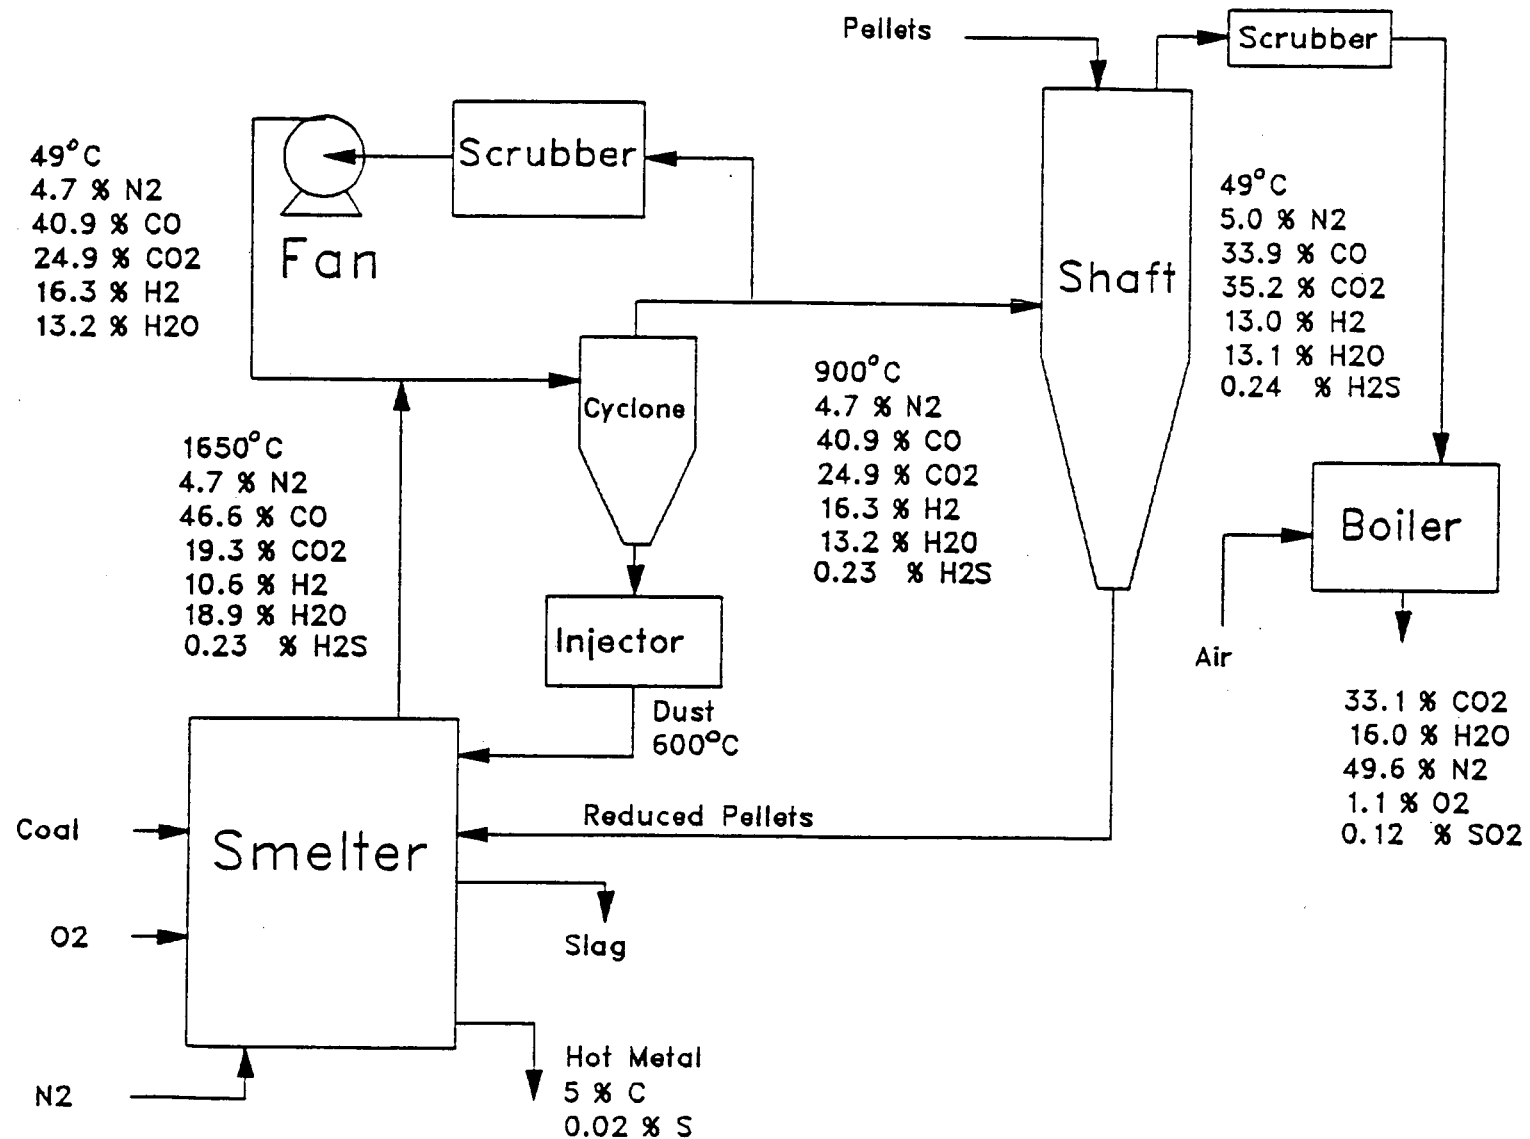 Pellets
Scrubber
Scrubber
49°C
4.7 % N2
40.9 % CO
24.9 % CO2
16.3 % H2
13.2 % H2O
Fan
Shaft
49°C
5.0 % N2
33.9 % CO
35.2 % CO2
13.0 % H2
13.1 % H2O
0.24 % H2S
Cyclone
900°C
4.7 % N2
40.9 % CO
24.9 % CO2
16.3 % H2
13.2 % H2O
0.23 % H2S
1650°C
4.7 % N2
46.6 % CO
19.3 % CO2
10.6 % H2
18.9 % H2O
0.23 % H2S
Boiler
Air
Injector
Dust
600°C
33.1 % CO2
16.0 % H2O
49.6 % N2
1.1 % O2
0.12 % SO2
Reduced Pellets
Coal
Smelter
O2
Slag
Hot Metal
5 % C
0.02 % S
N2